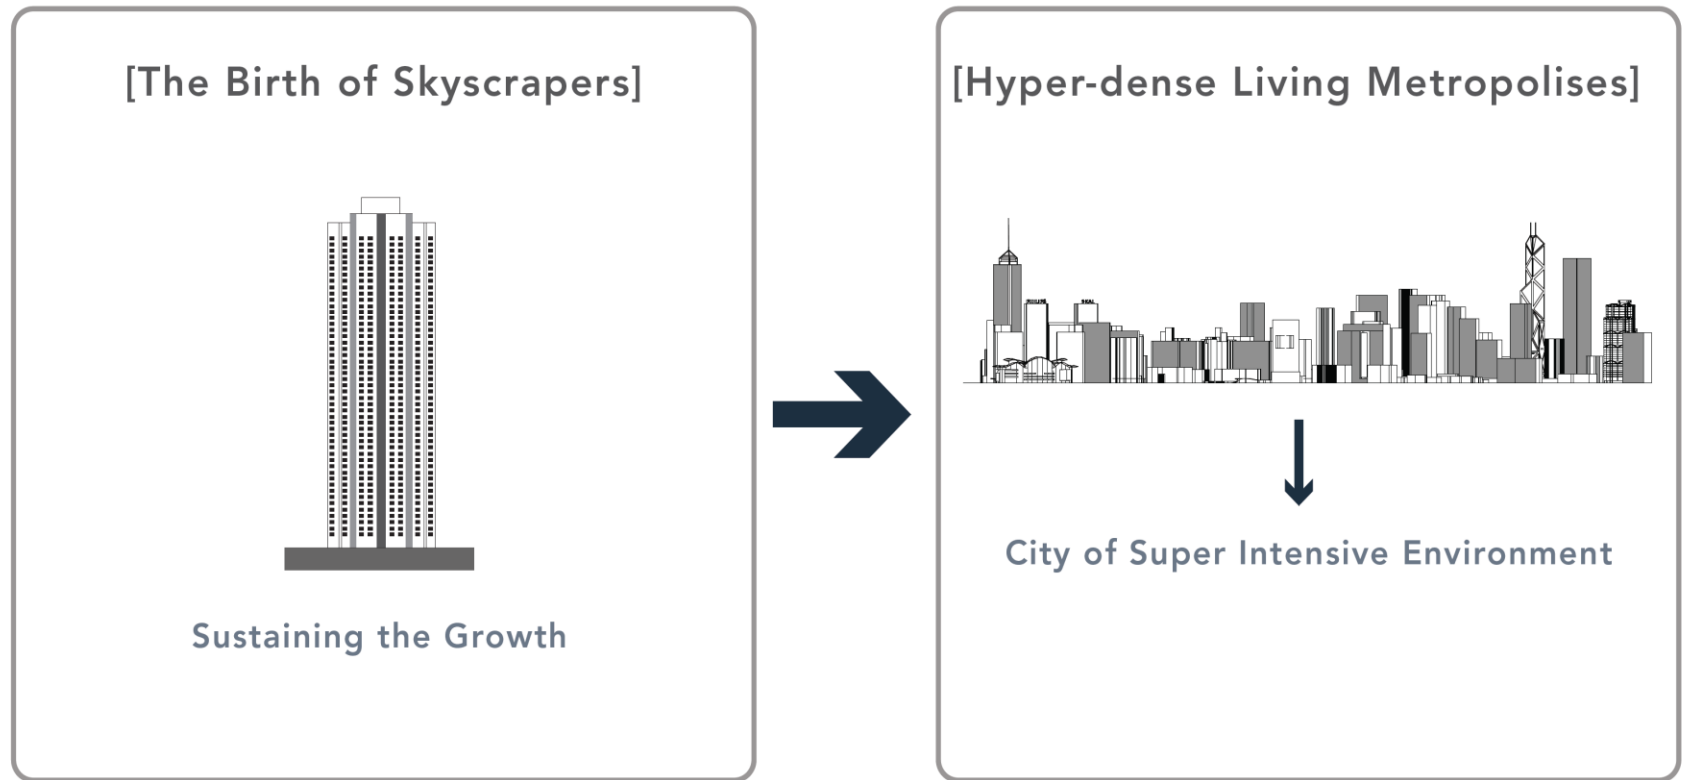 [The Birth of Skyscrapers]
Sustaining the Growth
[Hyper-dense Living Metropolises]
City of Super Intensive Environment